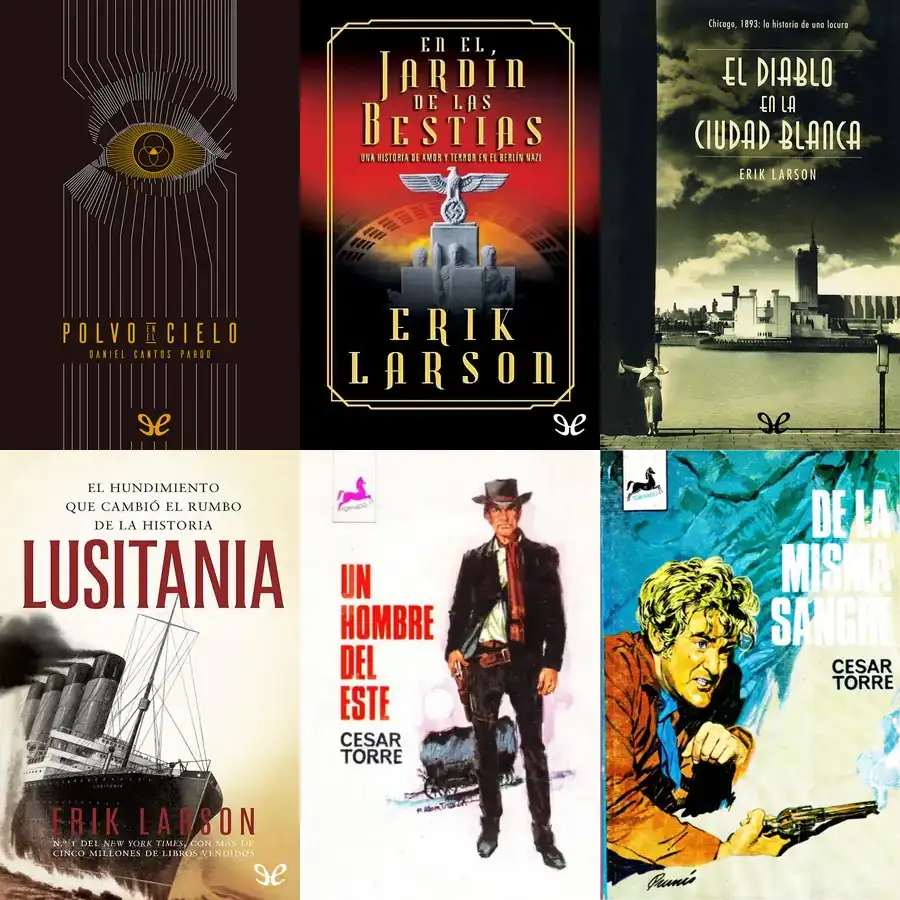 POLVO EN EL CIELO
DANIEL CANTOS PARDO
EN EL
JARDÍN
DE LAS
BESTIAS
UNA HISTORIA DE AMOR Y TERROR EN EL BERLÍN NAZI
ERIK
LARSON
Chicago, 1893: la historia de una locura
EL DIABLO
EN LA
CIUDAD BLANCA
ERIK LARSON
EL HUNDIMIENTO
QUE CAMBIÓ EL RUMBO
DE LA HISTORIA
LUSITANIA
LUSITANIA
ERIK LARSON
N.º 1 DEL NEW YORK TIMES, CON MÁS DE
CINCO MILLONES DE LIBROS VENDIDOS
TORNADO
UN
HOMBRE
DEL
ESTE
CESAR
TORRE
TORNADO
DE LA
MISMA
SANGRE
CESAR
TORRE
Prunés